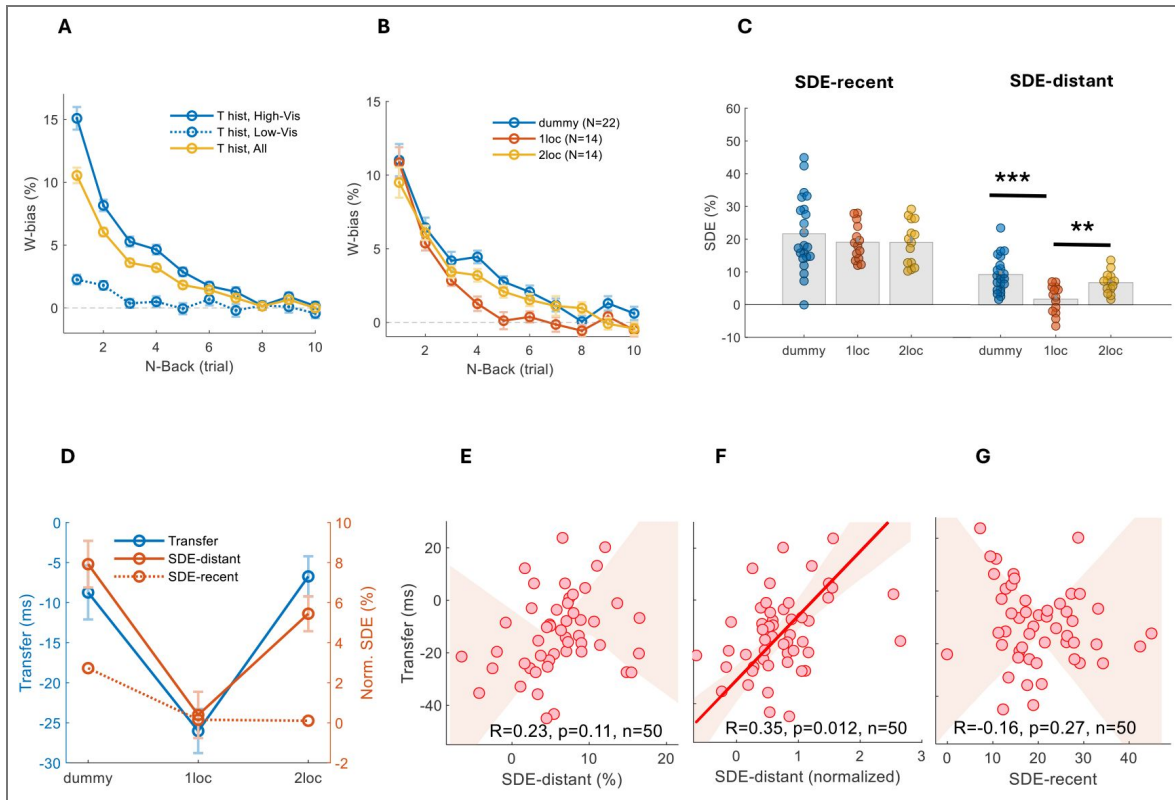 A
B
C
SDE-recent
SDE-distant
W-bias (%)
15
10
5
0
T hist, High-Vis
T hist, Low-Vis
T hist, All
2
4
6
8
10
N-Back (trial)
W-bias (%)
15
10
5
0
dummy (N=22)
1loc (N=14)
2loc (N=14)
2
4
6
8
10
N-Back (trial)
SDE (%)
60
50
40
30
20
10
0
-10
***
**
dummy
1loc
2loc
dummy
1loc
2loc
D
E
F
G
Transfer (ms)
0
-5
-10
-15
-20
-25
-30
Transfer
SDE-distant
SDE-recent
10
8
6
4
2
0
-2
Norm. SDE (%)
dummy
1loc
2loc
Transfer (ms)
20
0
-20
-40
R=0.23, p=0.11, n=50
0
10
20
SDE-distant (%)
R=0.35, p=0.012, n=50
0
1
2
3
SDE-distant (normalized)
R=-0.16, p=0.27, n=50
0
10
20
30
40
SDE-recent